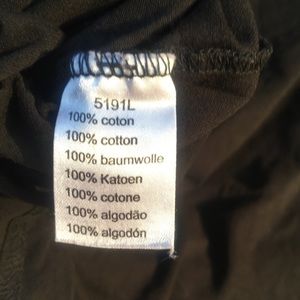 5191L
100% coton
100% cotton
100% baumwolle
100% Katoen
100% cotone
100% algodão
100% algodón